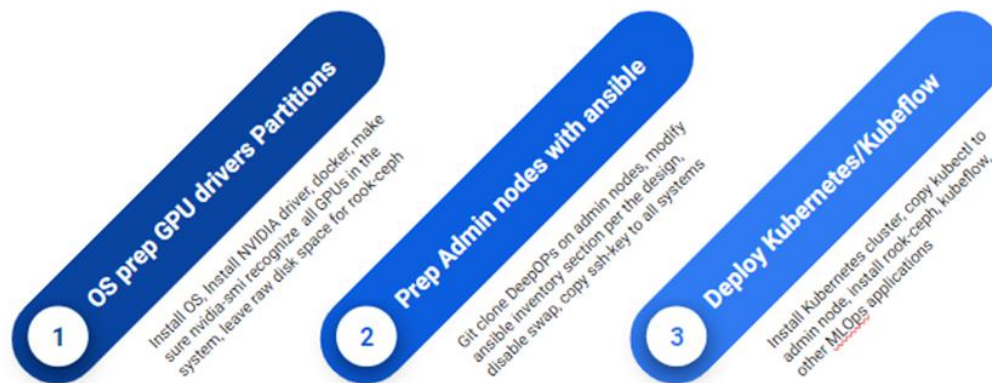 1
OS prep GPU drivers Partitions
Install OS, Install NVIDIA driver, docker, make
sure nvidia-smi recognize all GPUs in the
system, leave raw disk space for rook-ceph
2
Prep Admin nodes with ansible
Git clone DeepOPs on admin nodes, modify
ansible inventory section per the design,
disable swap, copy ssh-key to all systems
3
Deploy Kubernetes/Kubeflow
Install Kubernetes cluster, copy kubectl to
admin node, install rook-ceph, kubeflow,
other MLOps applications